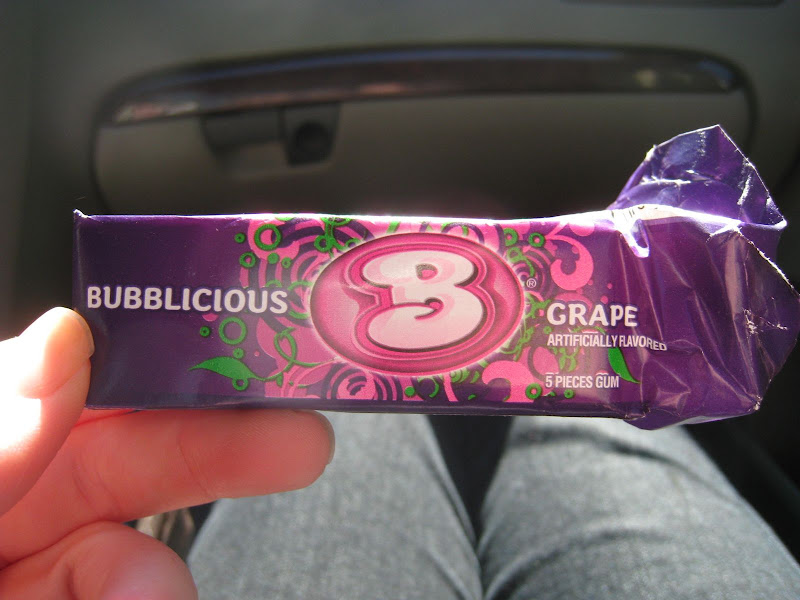 BUBBLICIOUS
B®
GRAPE
ARTIFICIALLY FLAVORED
5 PIECES GUM